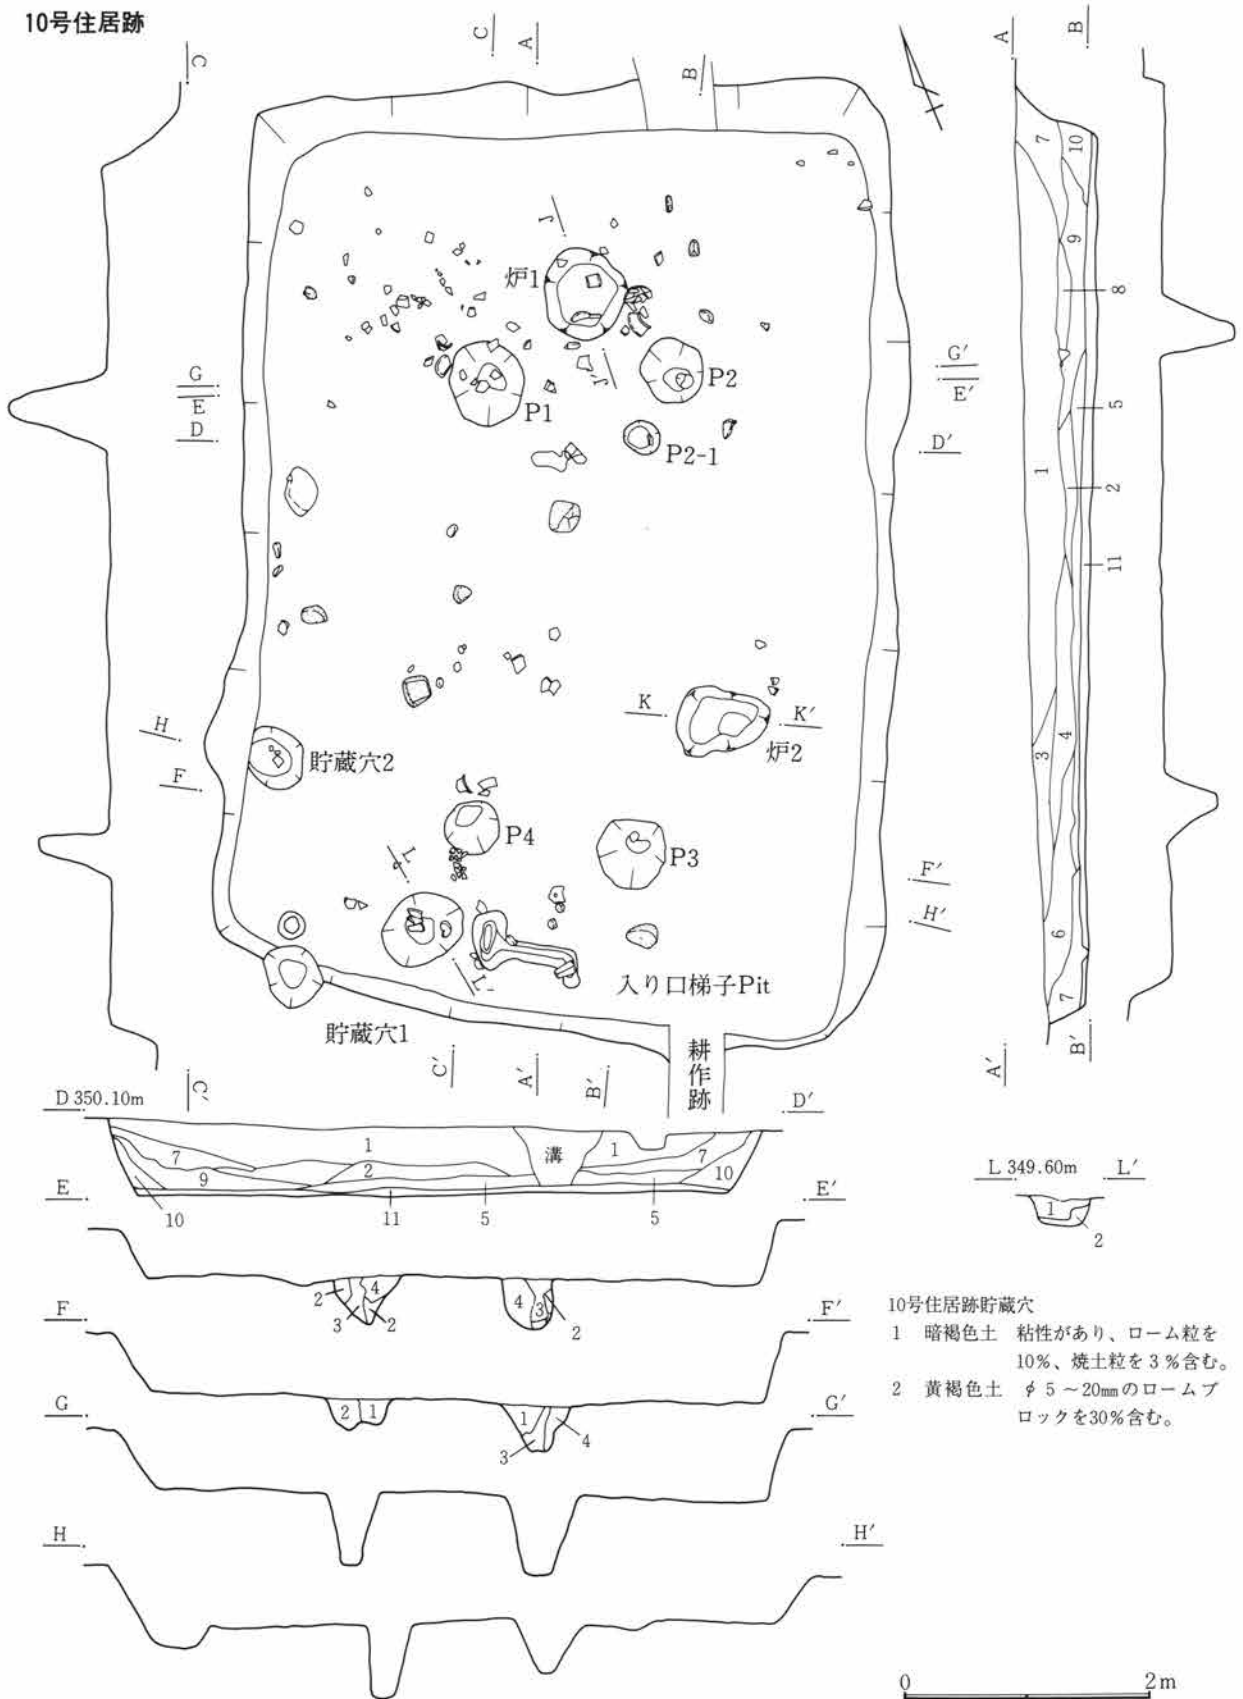 10号住居跡
C
C
A
B
A
B
J
炉1
J'
P1
P2
P2-1
G
E
D
G'
E'
D'
H
F
貯蔵穴2
K
K'
炉2
P4
P3
L
L'
F'
H'
入り口梯子Pit
貯蔵穴1
耕作跡
C'
C'
A'
B'
A'
B'
7
10
9
8
1
5
2
11
3
4
6
7
D 350.10m
D'
1
7
2
9
溝
1
7
10
E
E'
10
11
5
5
2
4
3
2
4
3
2
F
F'
2
1
1
3
4
G
G'
H
H'
L 349.60m
L'
1
2
10号住居跡貯蔵穴
1 暗褐色土 粘性があり、ローム粒を
10%、焼土粒を3%含む。
2 黄褐色土 φ5～20mmのロームブ
ロックを30%含む。
0
2m